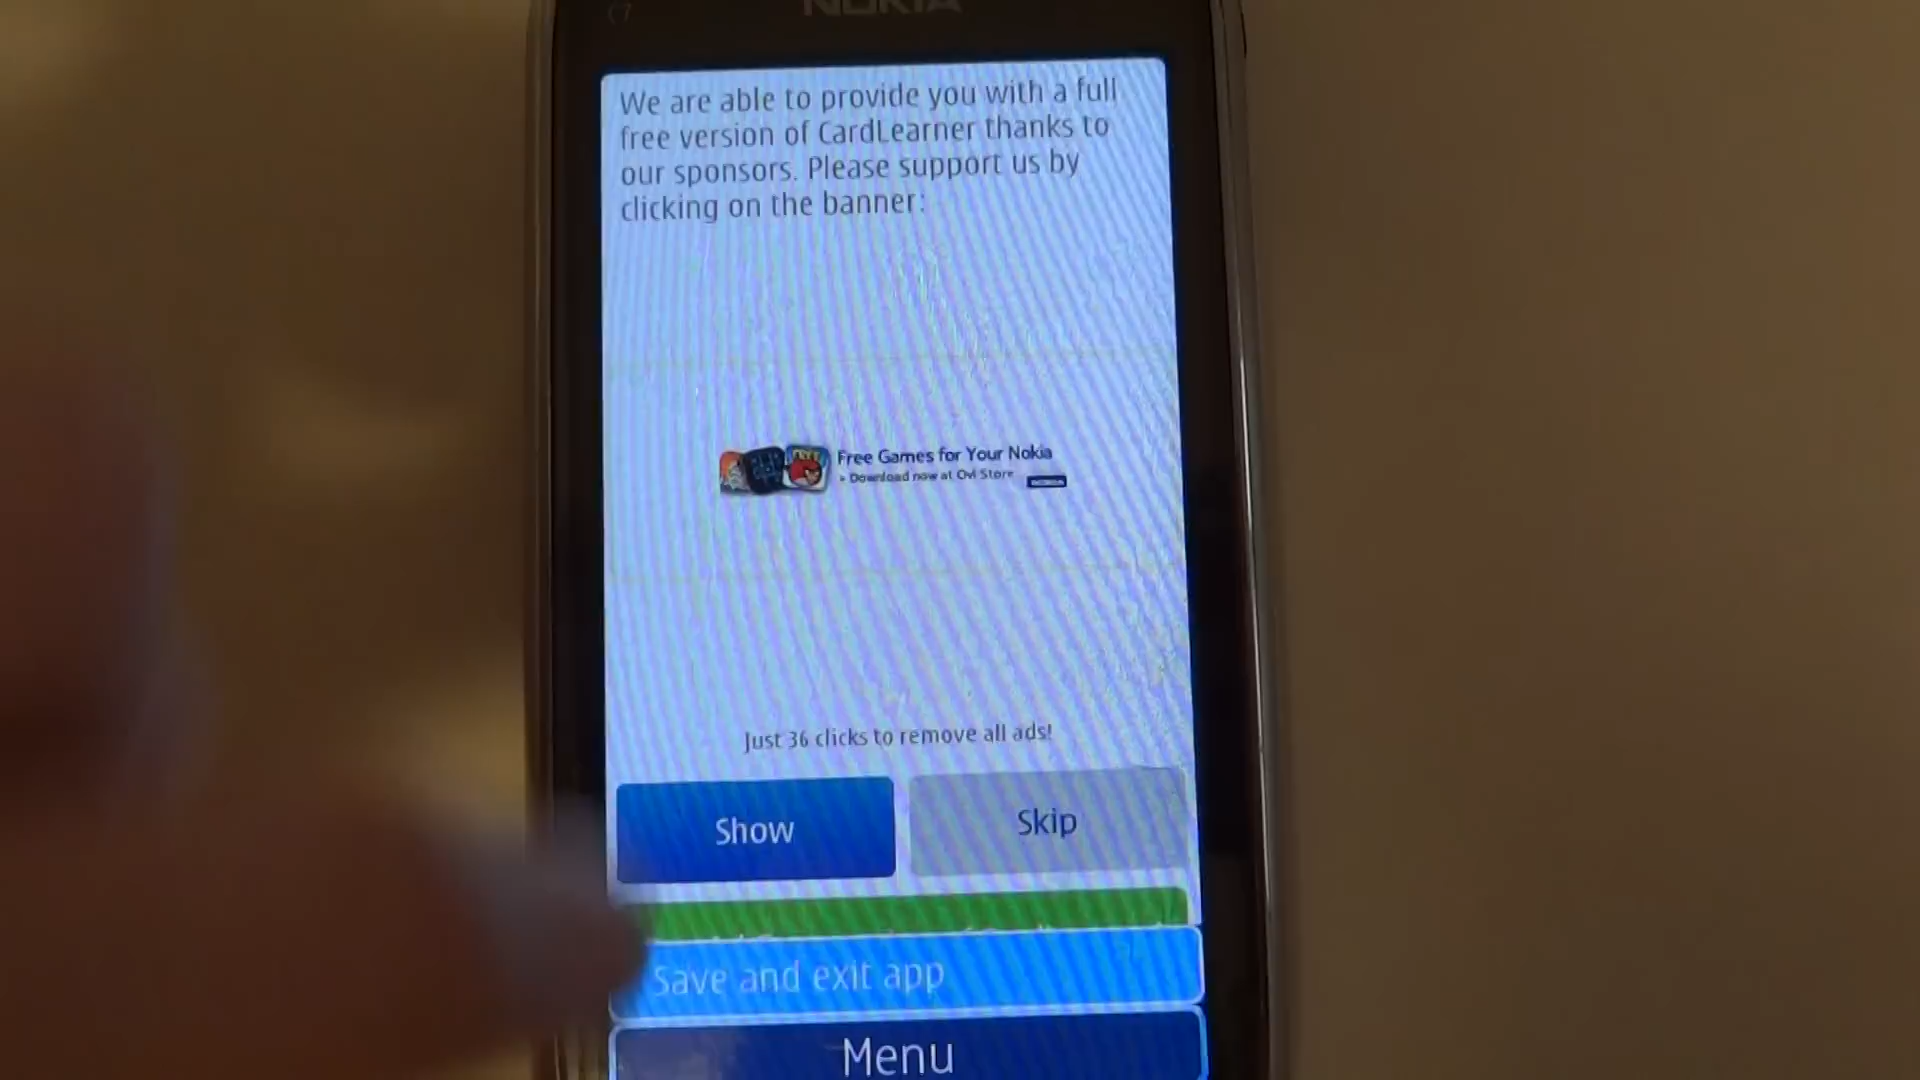 C7
NOKIA
We are able to provide you with a full
free version of CardLearner thanks to
our sponsors. Please support us by
clicking on the banner:
Free Games for Your Nokia
» Download now at Ovi Store
NOKIA
Just 36 clicks to remove all ads!
Show
Skip
Save and exit app
Menu